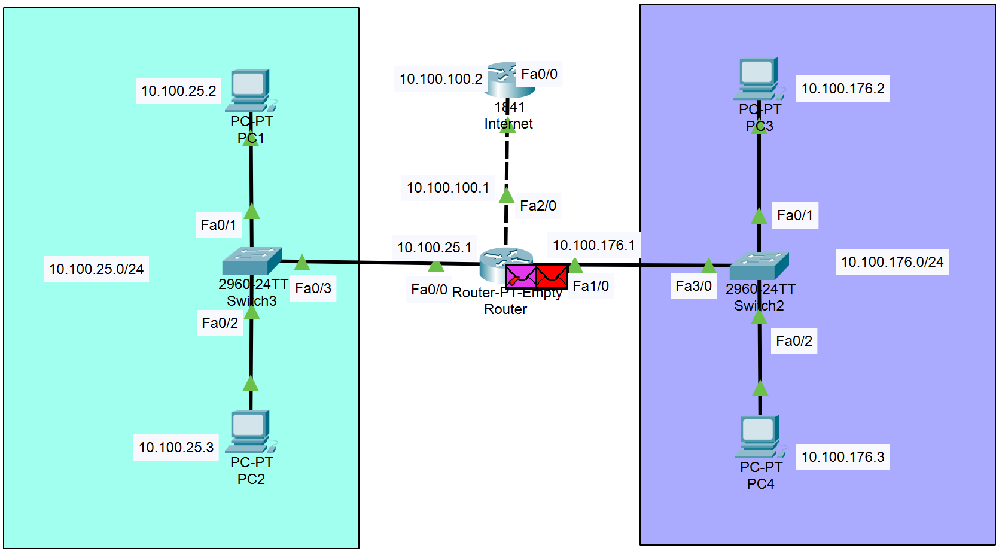 10.100.25.2
PC-PT
PC1
Fa0/1
10.100.25.0/24
2960-24TT
Switch3
Fa0/3
Fa0/2
10.100.25.3
PC-PT
PC2
10.100.100.2
Fa0/0
1841
Internet
10.100.100.1
Fa2/0
10.100.25.1
10.100.176.1
Fa0/0
Router-PT-Empty
Router
Fa1/0
10.100.176.2
PC-PT
PC3
Fa0/1
10.100.176.0/24
Fa3/0
2960-24TT
Switch2
Fa0/2
10.100.176.3
PC-PT
PC4